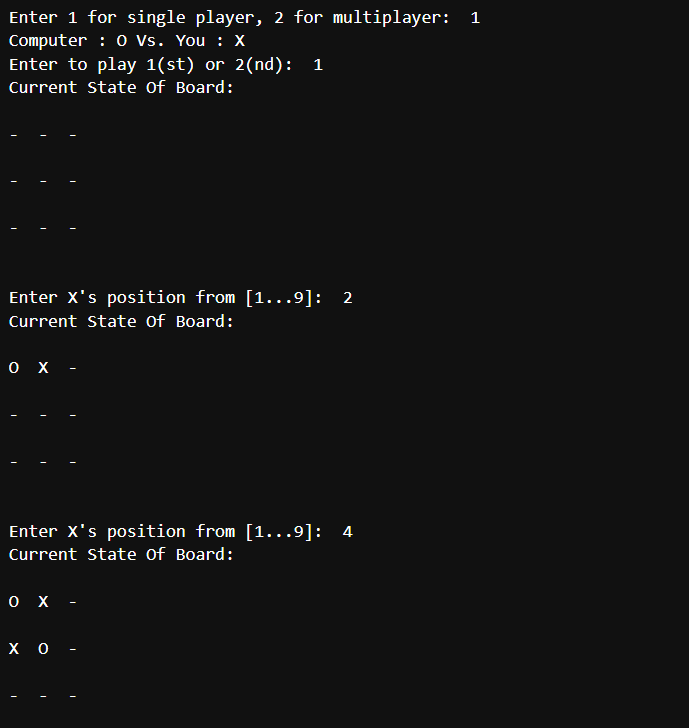 Enter 1 for single player, 2 for multiplayer:  1
Computer : O Vs. You : X
Enter to play 1(st) or 2(nd):  1
Current State Of Board:
-  -  -
-  -  -
-  -  -
Enter X's position from [1...9]:  2
Current State Of Board:
O  X  -
-  -  -
-  -  -
Enter X's position from [1...9]:  4
Current State Of Board:
O  X  -
X  O  -
-  -  -